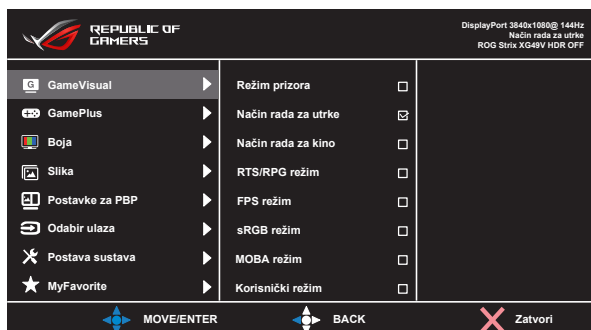 REPUBLIC OF
GAMERS
DisplayPort 3840x1080@ 144Hz
Način rada za utrke
ROG Strix XG49V HDR OFF
G GameVisual
GamePlus
Boja
Slika
Postavke za PBP
Odabir ulaza
Postava sustava
MyFavorite
Režim prizora
Način rada za utrke
Način rada za kino
RTS/RPG režim
FPS režim
sRGB režim
MOBA režim
Korisnički režim
MOVE/ENTER
BACK
Zatvori